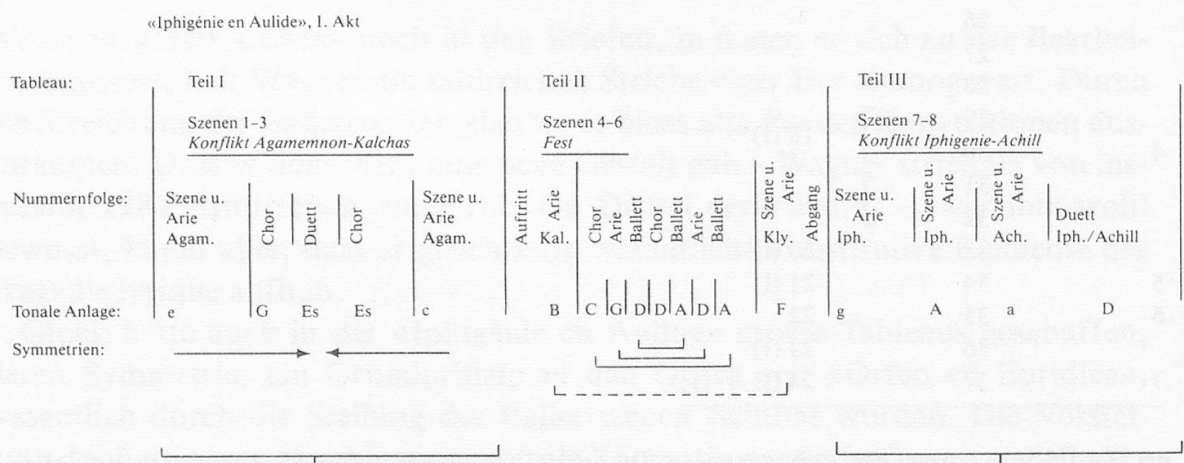 «Iphigénie en Aulide», I. Akt
Tableau: Teil I Teil II Teil III
Szenen 1–3 Szenen 4–6 Szenen 7–8
Konflikt Agamemnon-Kalchas Fest Konflikt Iphigenie-Achill
Nummernfolge: Szene u. Arie Agam. Chor Duett Chor Szene u. Arie Agam. Auftritt Arie Kal. Chor Arie Ballett Chor Ballett Arie Ballett Szene u. Arie Kly. Abgang Szene u. Arie Iph. Szene u. Arie Iph. Szene u. Arie Ach. Duett Iph./Achill
Tonale Anlage: e G Es Es c B C G D D A D A F g A a D
Symmetrien: